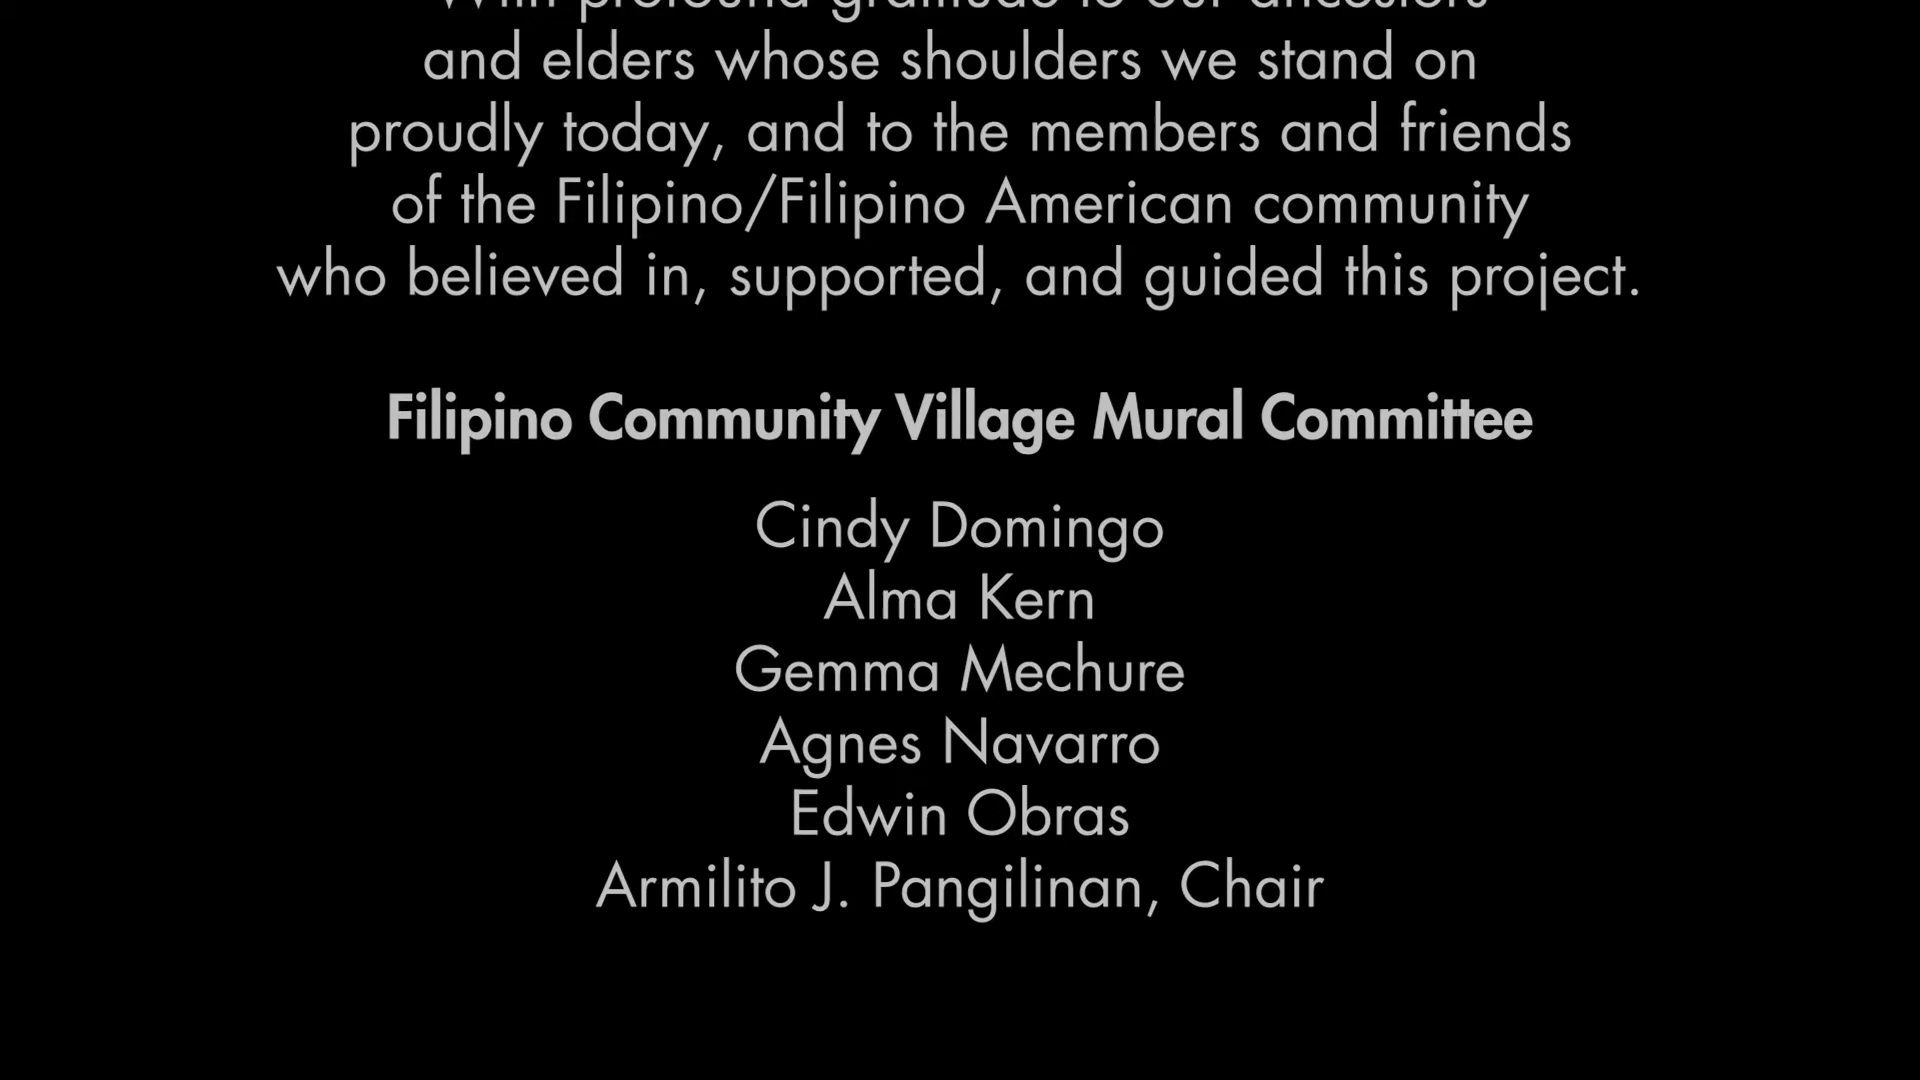 With profound gratitude to our ancestors
and elders whose shoulders we stand on
proudly today, and to the members and friends
of the Filipino/Filipino American community
who believed in, supported, and guided this project.
Filipino Community Village Mural Committee
Cindy Domingo
Alma Kern
Gemma Mechure
Agnes Navarro
Edwin Obras
Armilito J. Pangilinan, Chair